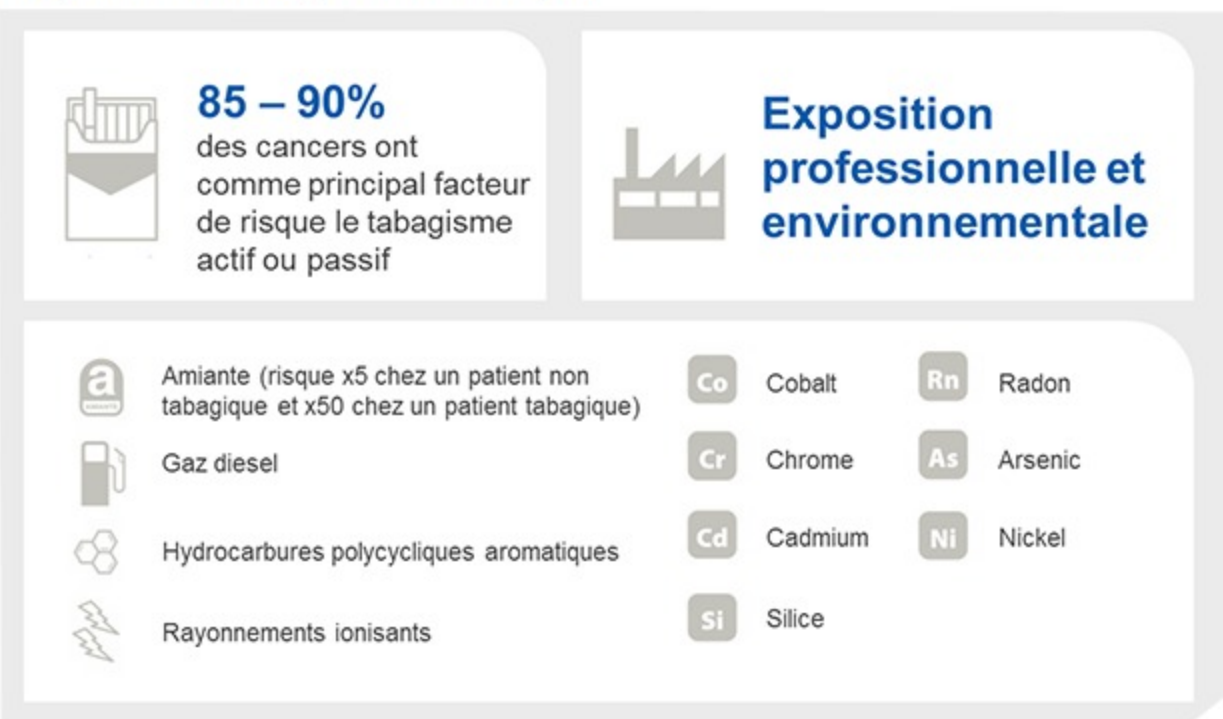 85 – 90%
des cancers ont
comme principal facteur
de risque le tabagisme
actif ou passif
Exposition
professionnelle et
environnementale
a
AMIANTE
Amiante (risque x5 chez un patient non
tabagique et x50 chez un patient tabagique)
Gaz diesel
Hydrocarbures polycycliques aromatiques
Rayonnements ionisants
Co Cobalt
Cr Chrome
Cd Cadmium
Si Silice
Rn Radon
As Arsenic
Ni Nickel